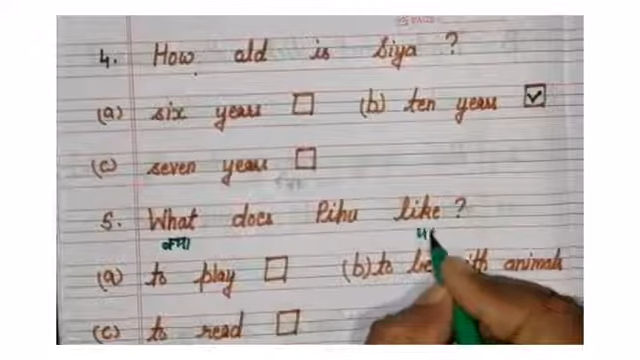 4. How old is Siya ?
(a) six years (b) ten years
(c) seven years
5. What does Pihu like ?
क्या
(a) to play (b) to with animals
(c) to read